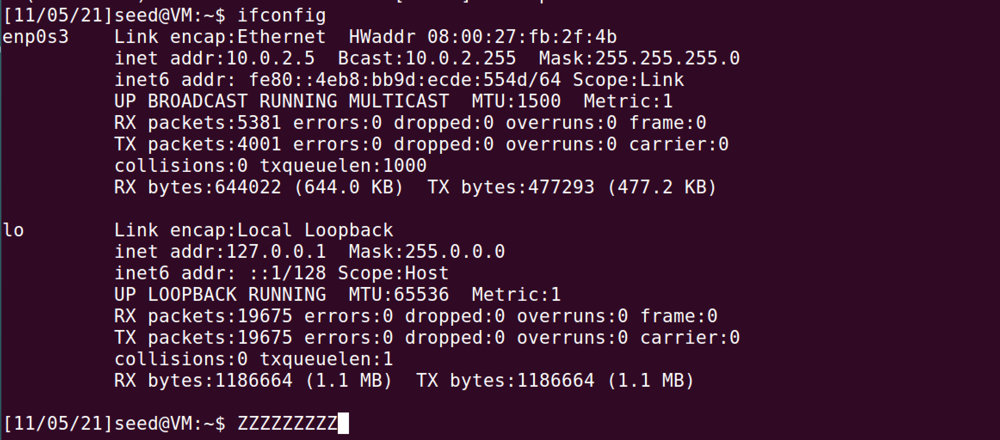 [11/05/21]seed@VM:~$ ifconfig
enp0s3    Link encap:Ethernet  HWaddr 08:00:27:fb:2f:4b
          inet addr:10.0.2.5  Bcast:10.0.2.255  Mask:255.255.255.0
          inet6 addr: fe80::4eb8:bb9d:ecde:554d/64 Scope:Link
          UP BROADCAST RUNNING MULTICAST  MTU:1500  Metric:1
          RX packets:5381 errors:0 dropped:0 overruns:0 frame:0
          TX packets:4001 errors:0 dropped:0 overruns:0 carrier:0
          collisions:0 txqueuelen:1000
          RX bytes:644022 (644.0 KB)  TX bytes:477293 (477.2 KB)

lo        Link encap:Local Loopback
          inet addr:127.0.0.1  Mask:255.0.0.0
          inet6 addr: ::1/128 Scope:Host
          UP LOOPBACK RUNNING  MTU:65536  Metric:1
          RX packets:19675 errors:0 dropped:0 overruns:0 frame:0
          TX packets:19675 errors:0 dropped:0 overruns:0 carrier:0
          collisions:0 txqueuelen:1
          RX bytes:1186664 (1.1 MB)  TX bytes:1186664 (1.1 MB)

[11/05/21]seed@VM:~$ ZZZZZZZZZ